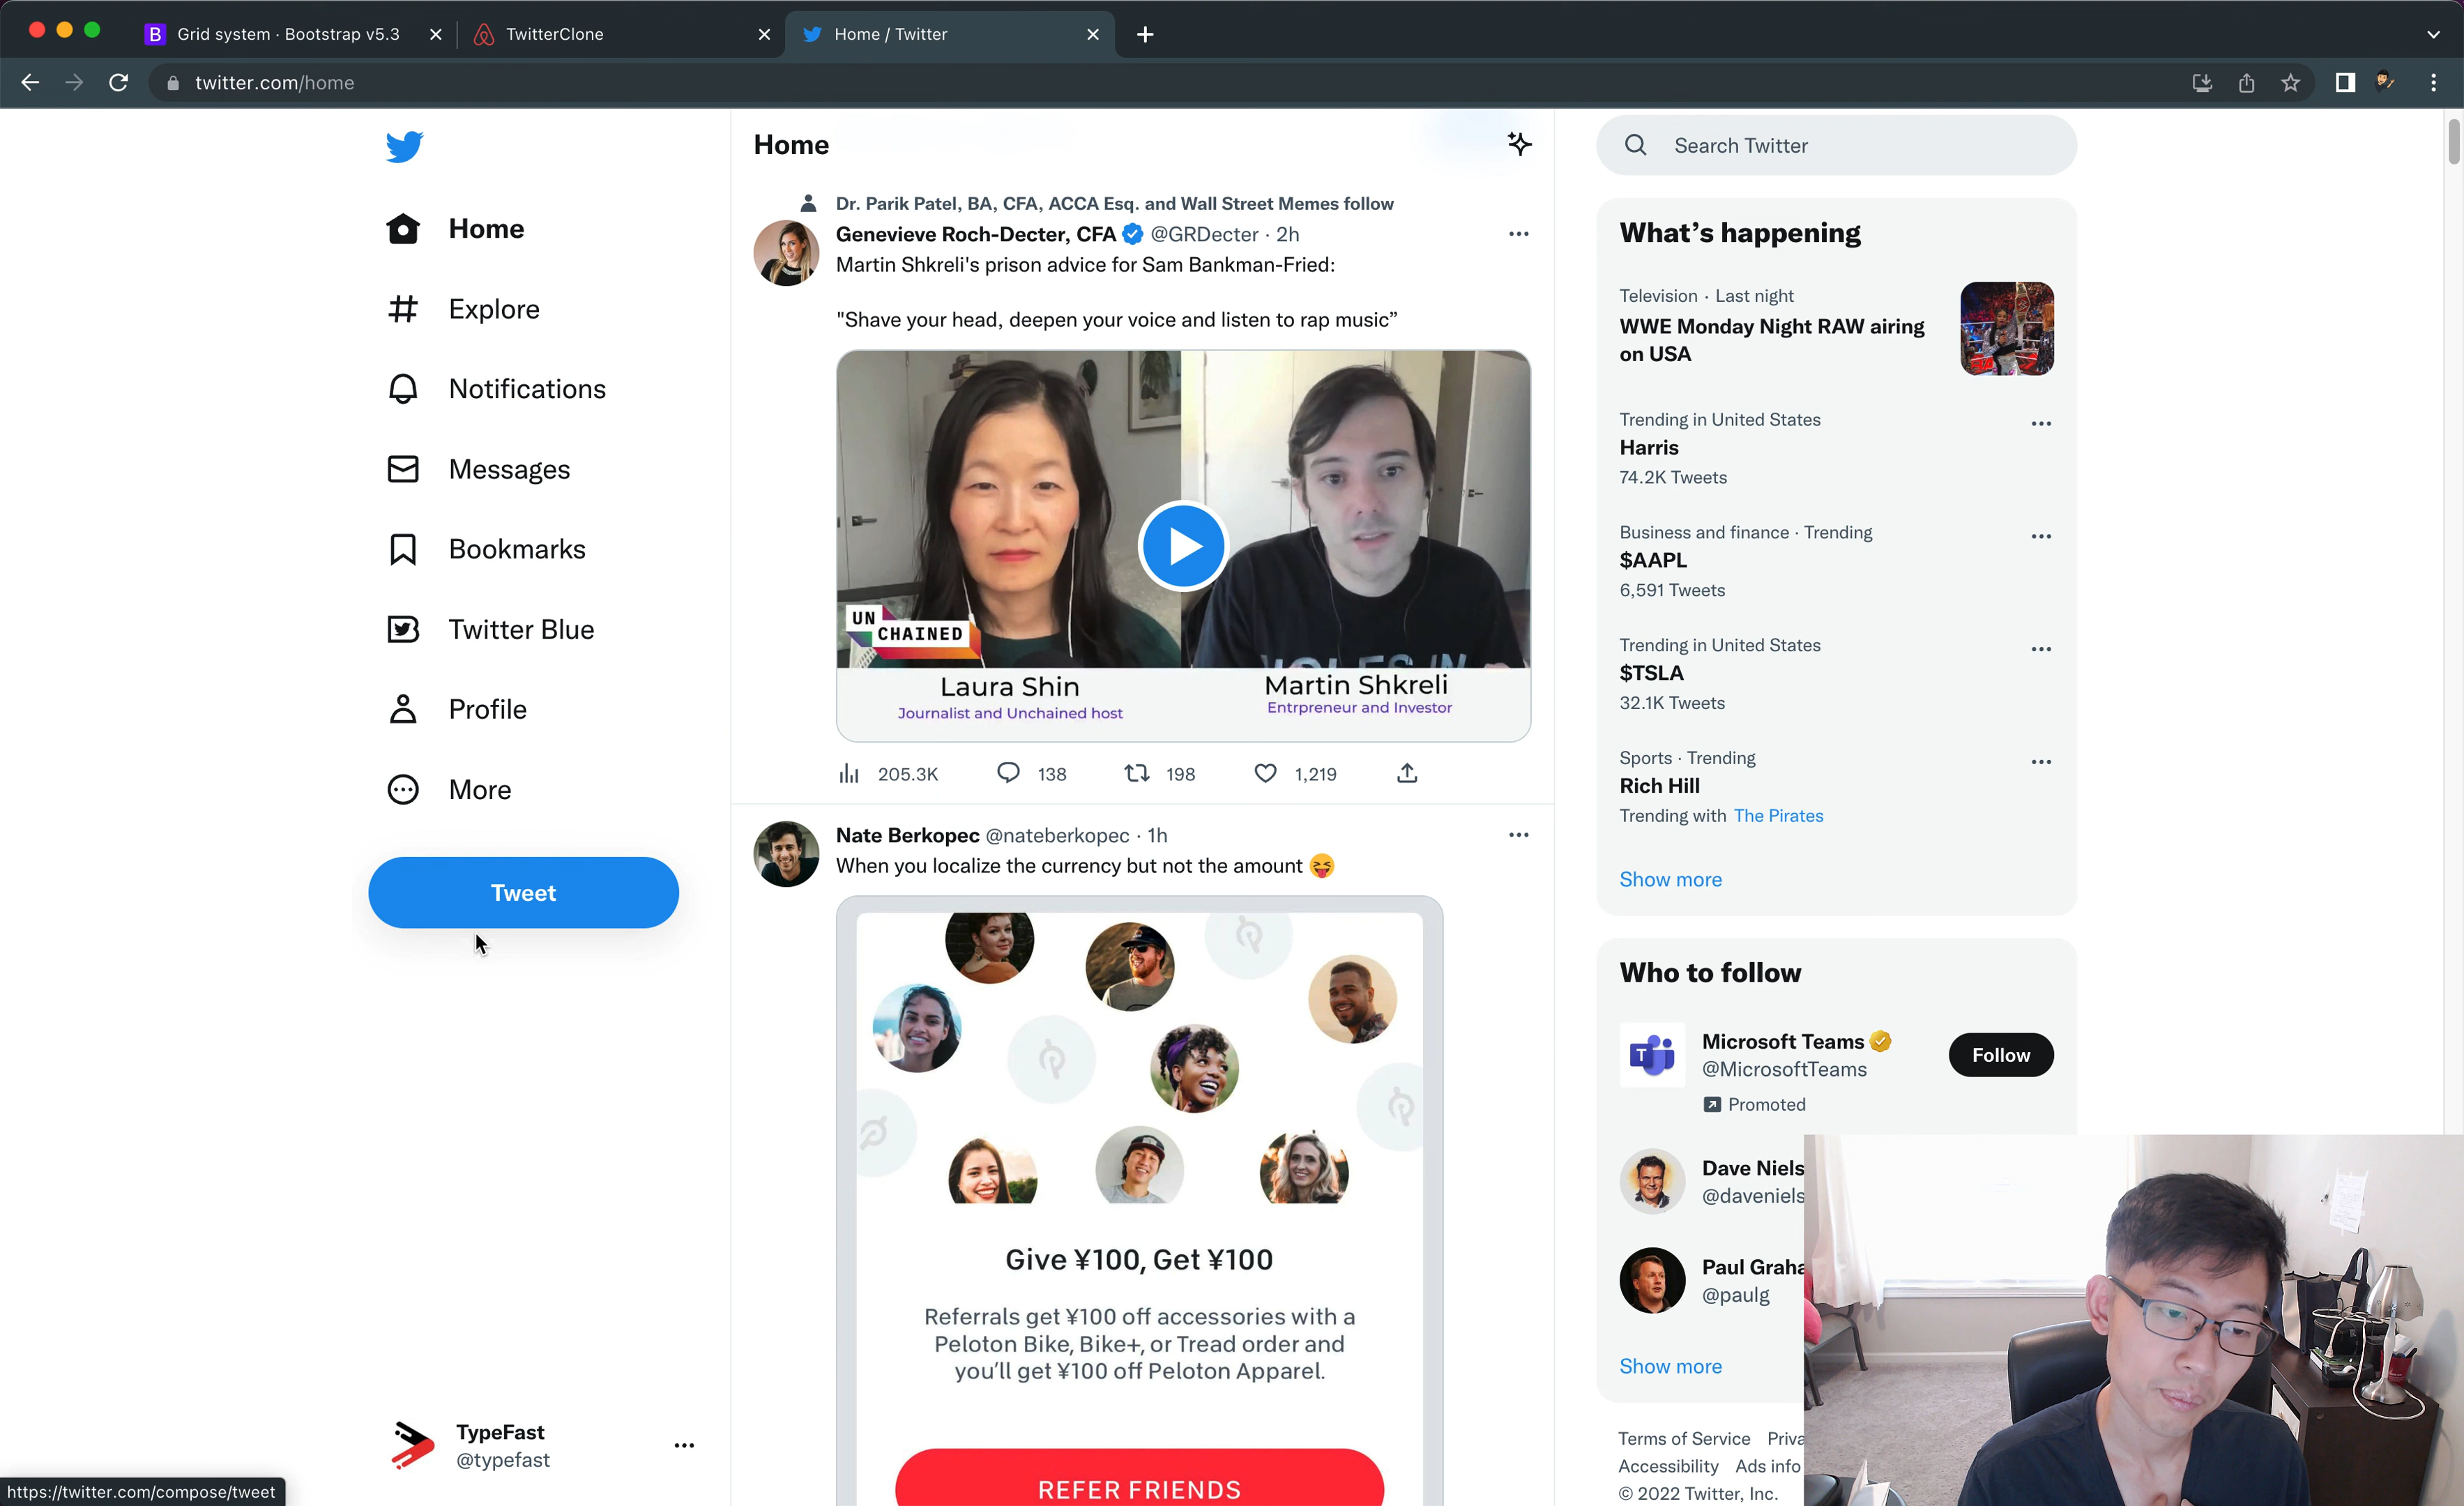 Grid system · Bootstrap v5.3
TwitterClone
Home / Twitter
twitter.com/home
Home
Explore
Notifications
Messages
Bookmarks
Twitter Blue
Profile
More
Tweet
TypeFast
@typefast
https://twitter.com/compose/tweet
Home
Dr. Parik Patel, BA, CFA, ACCA Esq. and Wall Street Memes follow
Genevieve Roch-Decter, CFA @GRDecter · 2h
Martin Shkreli's prison advice for Sam Bankman-Fried:
"Shave your head, deepen your voice and listen to rap music”
UN
CHAINED
Laura Shin
Journalist and Unchained host
Martin Shkreli
Entrpreneur and Investor
205.3K 138 198 1,219
Nate Berkopec @nateberkopec · 1h
When you localize the currency but not the amount 😝
Give ¥100, Get ¥100
Referrals get ¥100 off accessories with a
Peloton Bike, Bike+, or Tread order and
you’ll get ¥100 off Peloton Apparel.
REFER FRIENDS
Search Twitter
What’s happening
Television · Last night
WWE Monday Night RAW airing
on USA
Trending in United States
Harris
74.2K Tweets
Business and finance · Trending
$AAPL
6,591 Tweets
Trending in United States
$TSLA
32.1K Tweets
Sports · Trending
Rich Hill
Trending with The Pirates
Show more
Who to follow
Microsoft Teams
@MicrosoftTeams
Promoted
Follow
Dave Niels
@daveniels
Paul Graha
@paulg
Show more
Terms of Service Priva
Accessibility Ads info
© 2022 Twitter, Inc.